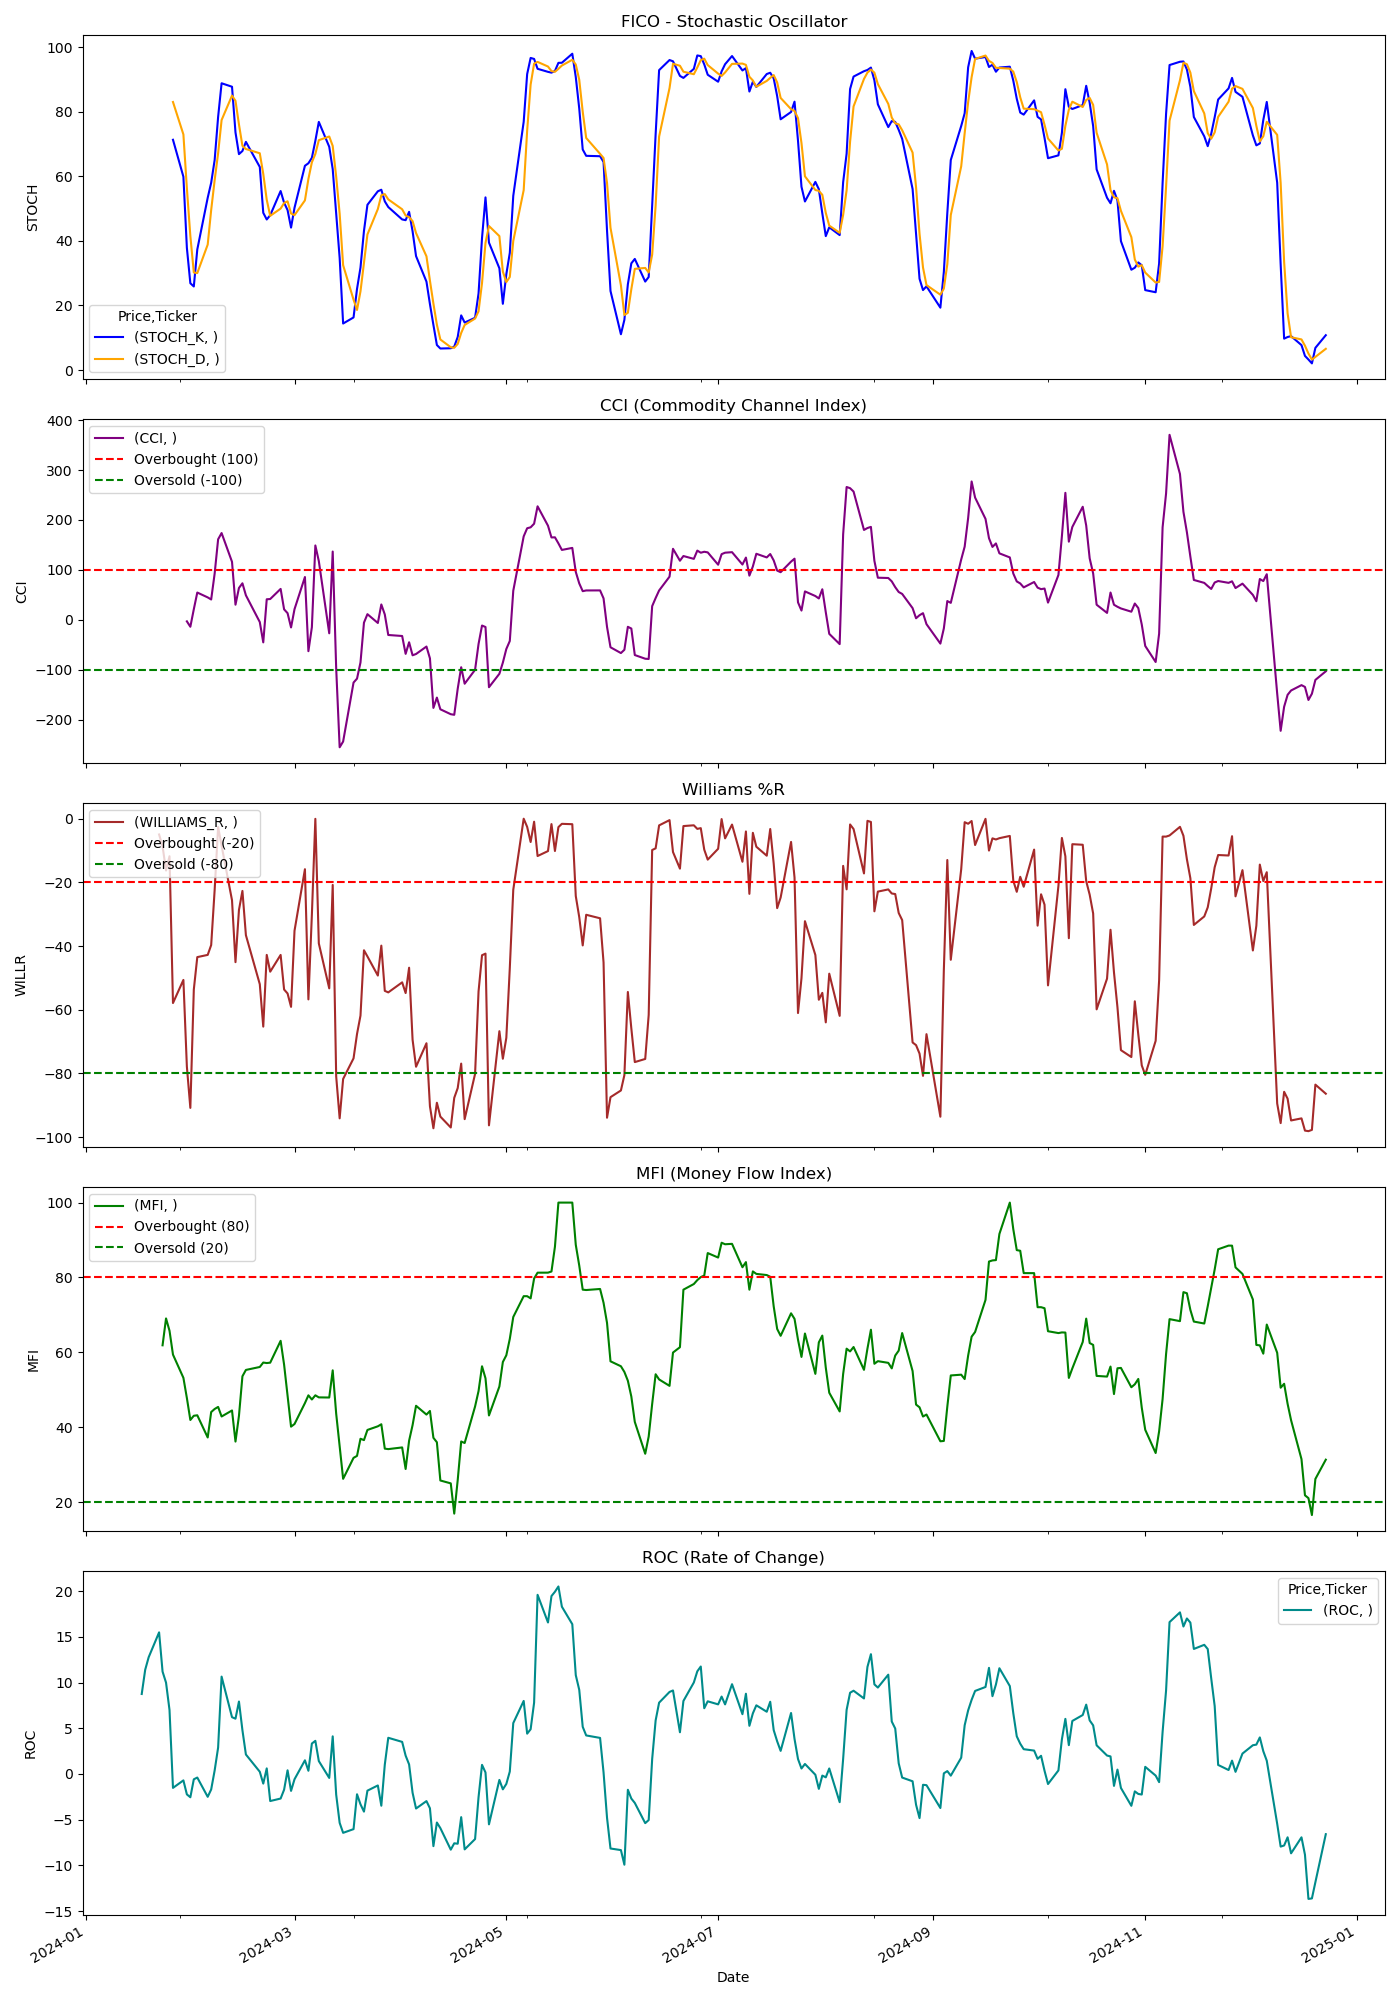 FICO - Stochastic Oscillator
100
80
60
40
20
0
STOCH
Price,Ticker
(STOCH_K, )
(STOCH_D, )
CCI (Commodity Channel Index)
400
300
200
100
0
−100
−200
CCI
(CCI, )
Overbought (100)
Oversold (-100)
Williams %R
0
−20
−40
−60
−80
−100
WILLR
(WILLIAMS_R, )
Overbought (-20)
Oversold (-80)
MFI (Money Flow Index)
100
80
60
40
20
MFI
(MFI, )
Overbought (80)
Oversold (20)
ROC (Rate of Change)
20
15
10
5
0
−5
−10
−15
ROC
Price,Ticker
(ROC, )
2024-01
2024-03
2024-05
2024-07
2024-09
2024-11
2025-01
Date